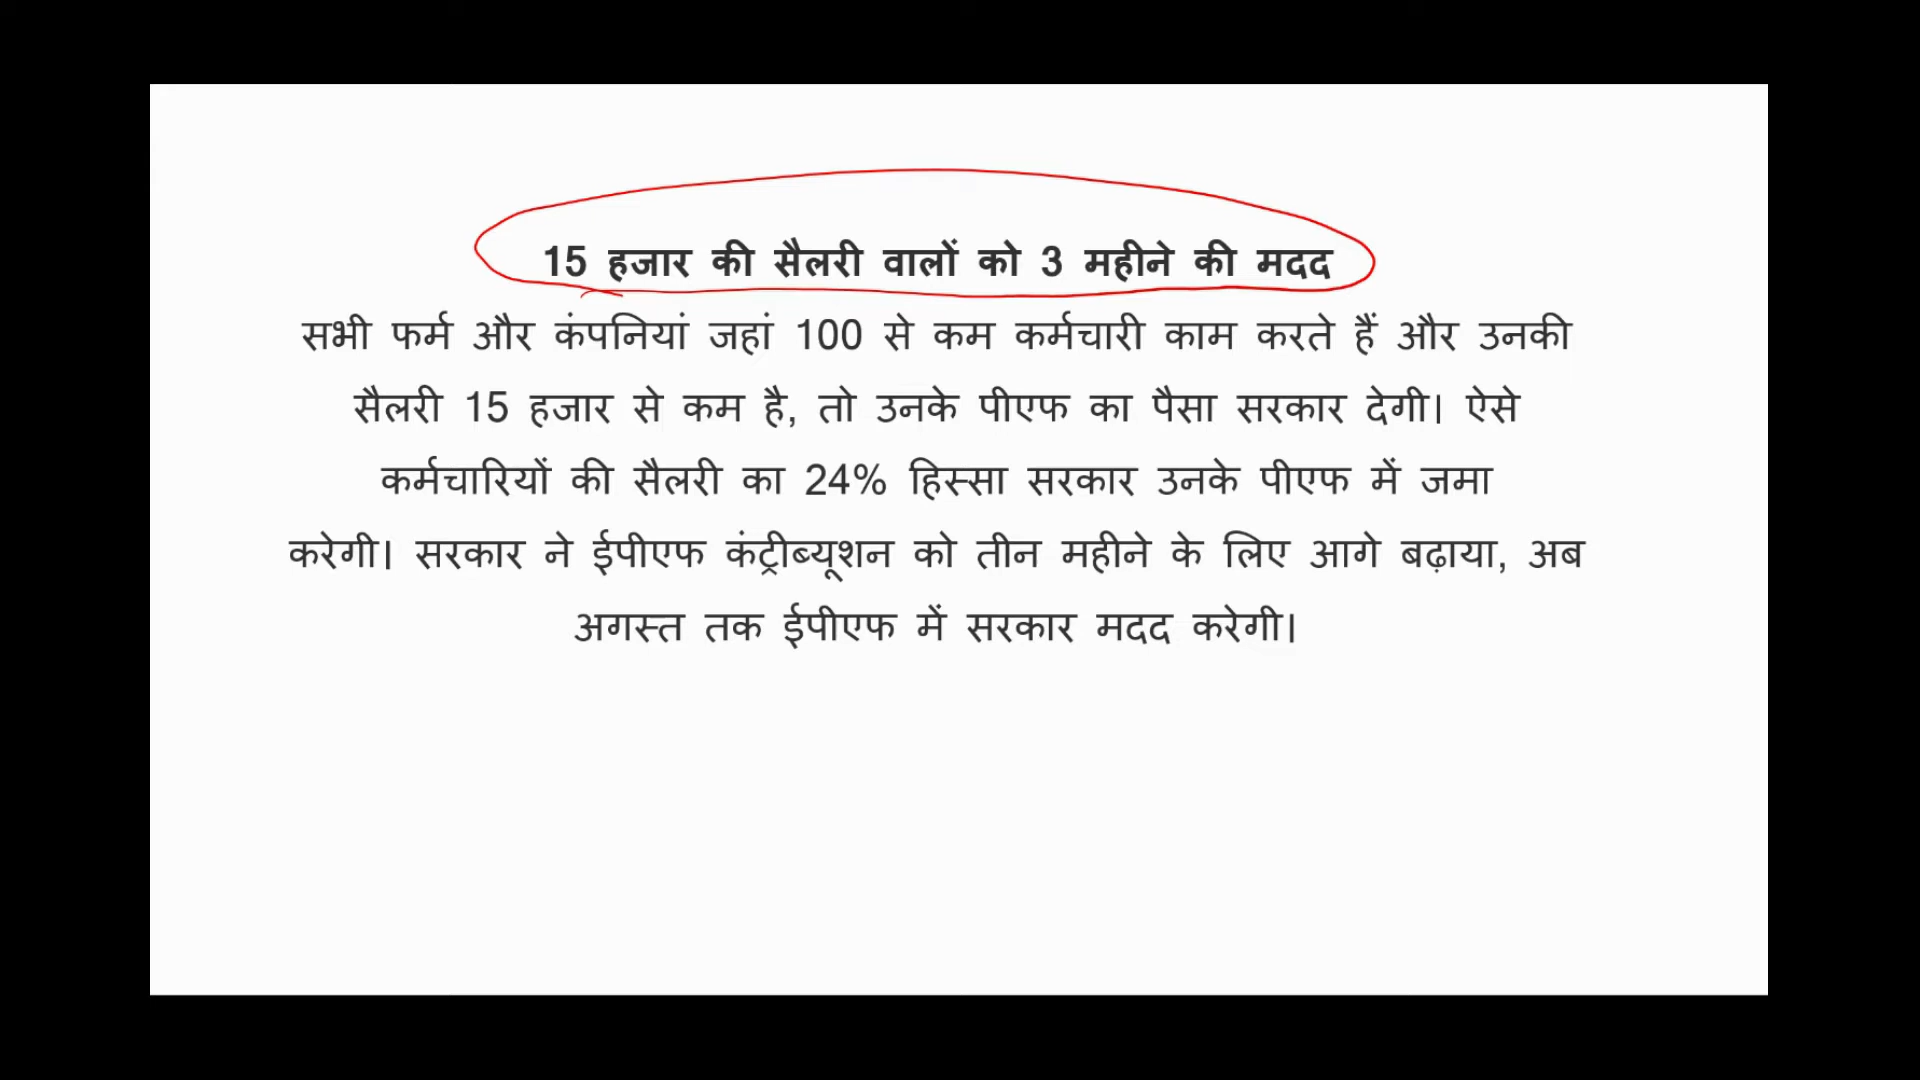 15 हजार की सैलरी वालों को 3 महीने की मदद
सभी फर्म और कंपनियां जहां 100 से कम कर्मचारी काम करते हैं और उनकी
सैलरी 15 हजार से कम है, तो उनके पीएफ का पैसा सरकार देगी। ऐसे
कर्मचारियों की सैलरी का 24% हिस्सा सरकार उनके पीएफ में जमा
करेगी। सरकार ने ईपीएफ कंट्रीब्यूशन को तीन महीने के लिए आगे बढ़ाया, अब
अगस्त तक ईपीएफ में सरकार मदद करेगी।